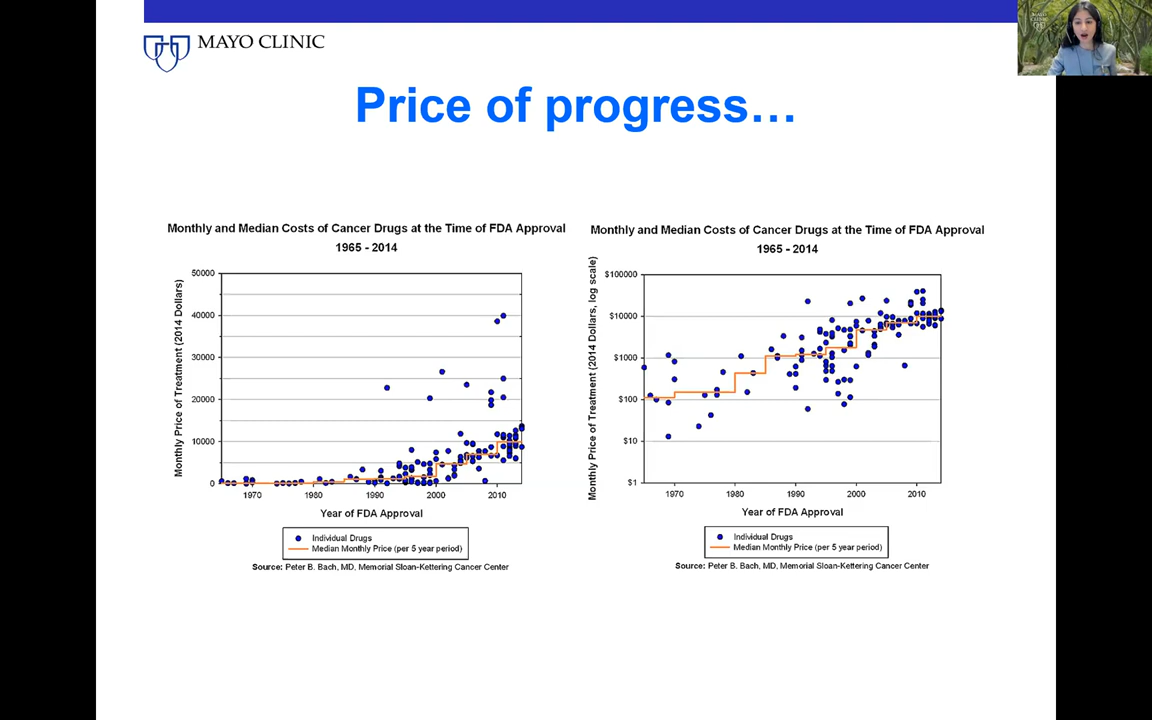 MAYO CLINIC
Price of progress…
Monthly and Median Costs of Cancer Drugs at the Time of FDA Approval
1965 - 2014
Monthly Price of Treatment (2014 Dollars)
50000
40000
30000
20000
10000
0
1970 1980 1990 2000 2010
Year of FDA Approval
Individual Drugs
Median Monthly Price (per 5 year period)
Source: Peter B. Bach, MD, Memorial Sloan-Kettering Cancer Center
Monthly and Median Costs of Cancer Drugs at the Time of FDA Approval
1965 - 2014
Monthly Price of Treatment (2014 Dollars, log scale)
$100000
$10000
$1000
$100
$10
$1
1970 1980 1990 2000 2010
Year of FDA Approval
Individual Drugs
Median Monthly Price (per 5 year period)
Source: Peter B. Bach, MD, Memorial Sloan-Kettering Cancer Center